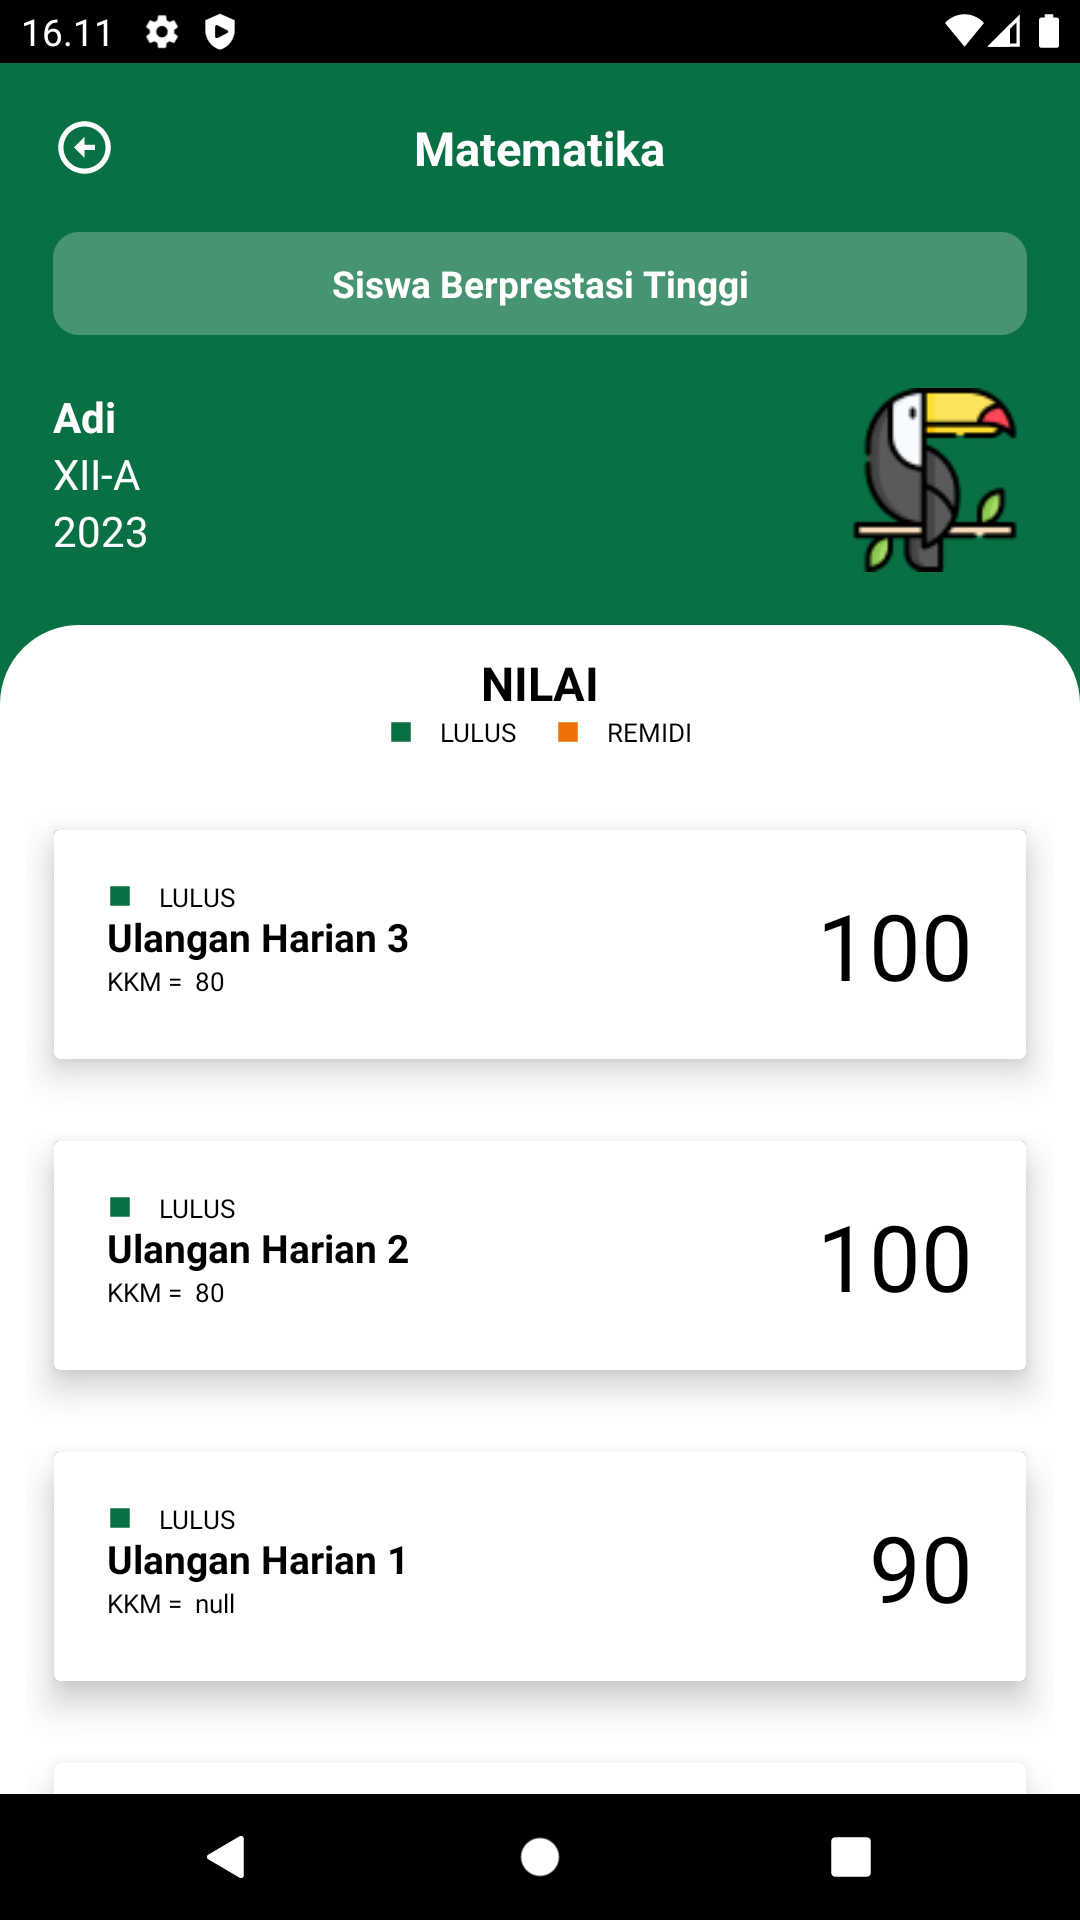 16.11
Matematika
Siswa Berprestasi Tinggi
Adi
XII-A
2023
NILAI
LULUS REMIDI
LULUS
Ulangan Harian 3
KKM = 80
100
LULUS
Ulangan Harian 2
KKM = 80
100
LULUS
Ulangan Harian 1
KKM = null
90